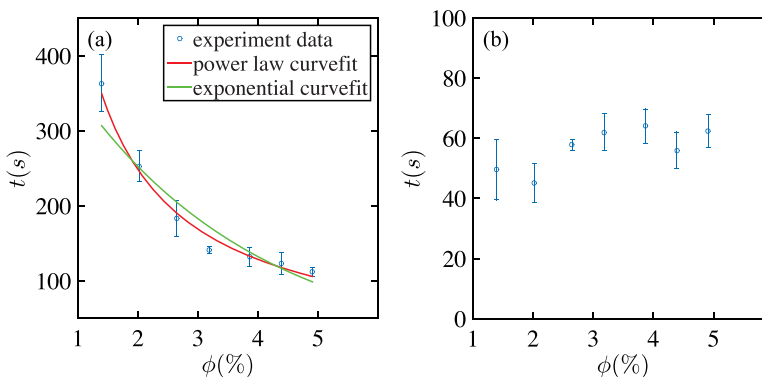 (a)
experiment data
power law curvefit
exponential curvefit
400
300
200
100
t(s)
1 2 3 4 5
ϕ(%)
(b)
100
80
60
40
20
0
t(s)
1 2 3 4 5
ϕ(%)